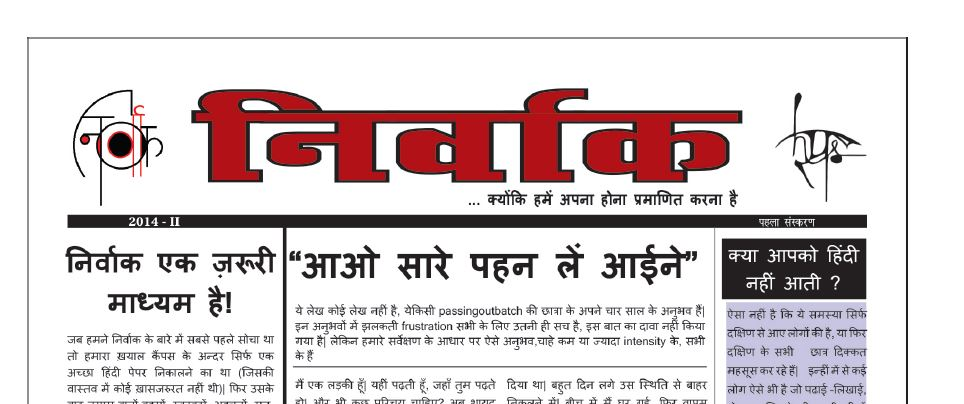 निर्वाक
... क्योंकि हमें अपना होना प्रमाणित करना है
2014 - II
पहला संस्करण
निर्वाक एक ज़रूरी
माध्यम है!
जब हमने निर्वाक के बारे में सबसे पहले सोचा था
तो हमारा ख़याल कैंपस के अन्दर सिर्फ एक
अच्छा हिंदी पेपर निकालने का था (जिसकी
वास्तव में कोई ख़ासजरूरत नहीं थी)| फिर उसके
“आओ सारे पहन लें आईने”
ये लेख कोई लेख नहीं है, येकिसी passingoutbatch की छात्रा के अपने चार साल के अनुभव हैं|
इन अनुभवों में झलकती frustration सभी के लिए उतनी ही सच है, इस बात का दावा नहीं किया
गया है| लेकिन हमारे सर्वेक्षण के आधार पर ऐसे अनुभव,चाहे कम या ज्यादा intensity के, सभी
के हैं
मैं एक लड़की हूँ| यहीं पढ़ती हूँ, जहाँ तुम पढ़ते
हो| और भी कुछ परिचय चाहिए? अब शायद
दिया था| बहुत दिन लगे उस स्थिति से बाहर
निकलने में| बीच में मैं घर गई, फिर वापस
क्या आपको हिंदी
नहीं आती ?
ऐसा नहीं है कि ये समस्या सिर्फ
दक्षिण से आए लोगों की है, या फिर
दक्षिण के सभी छात्र दिक्कत
महसूस कर रहे हैं| इन्हीं में से कई
लोग ऐसे भी है जो पढाई -लिखाई,